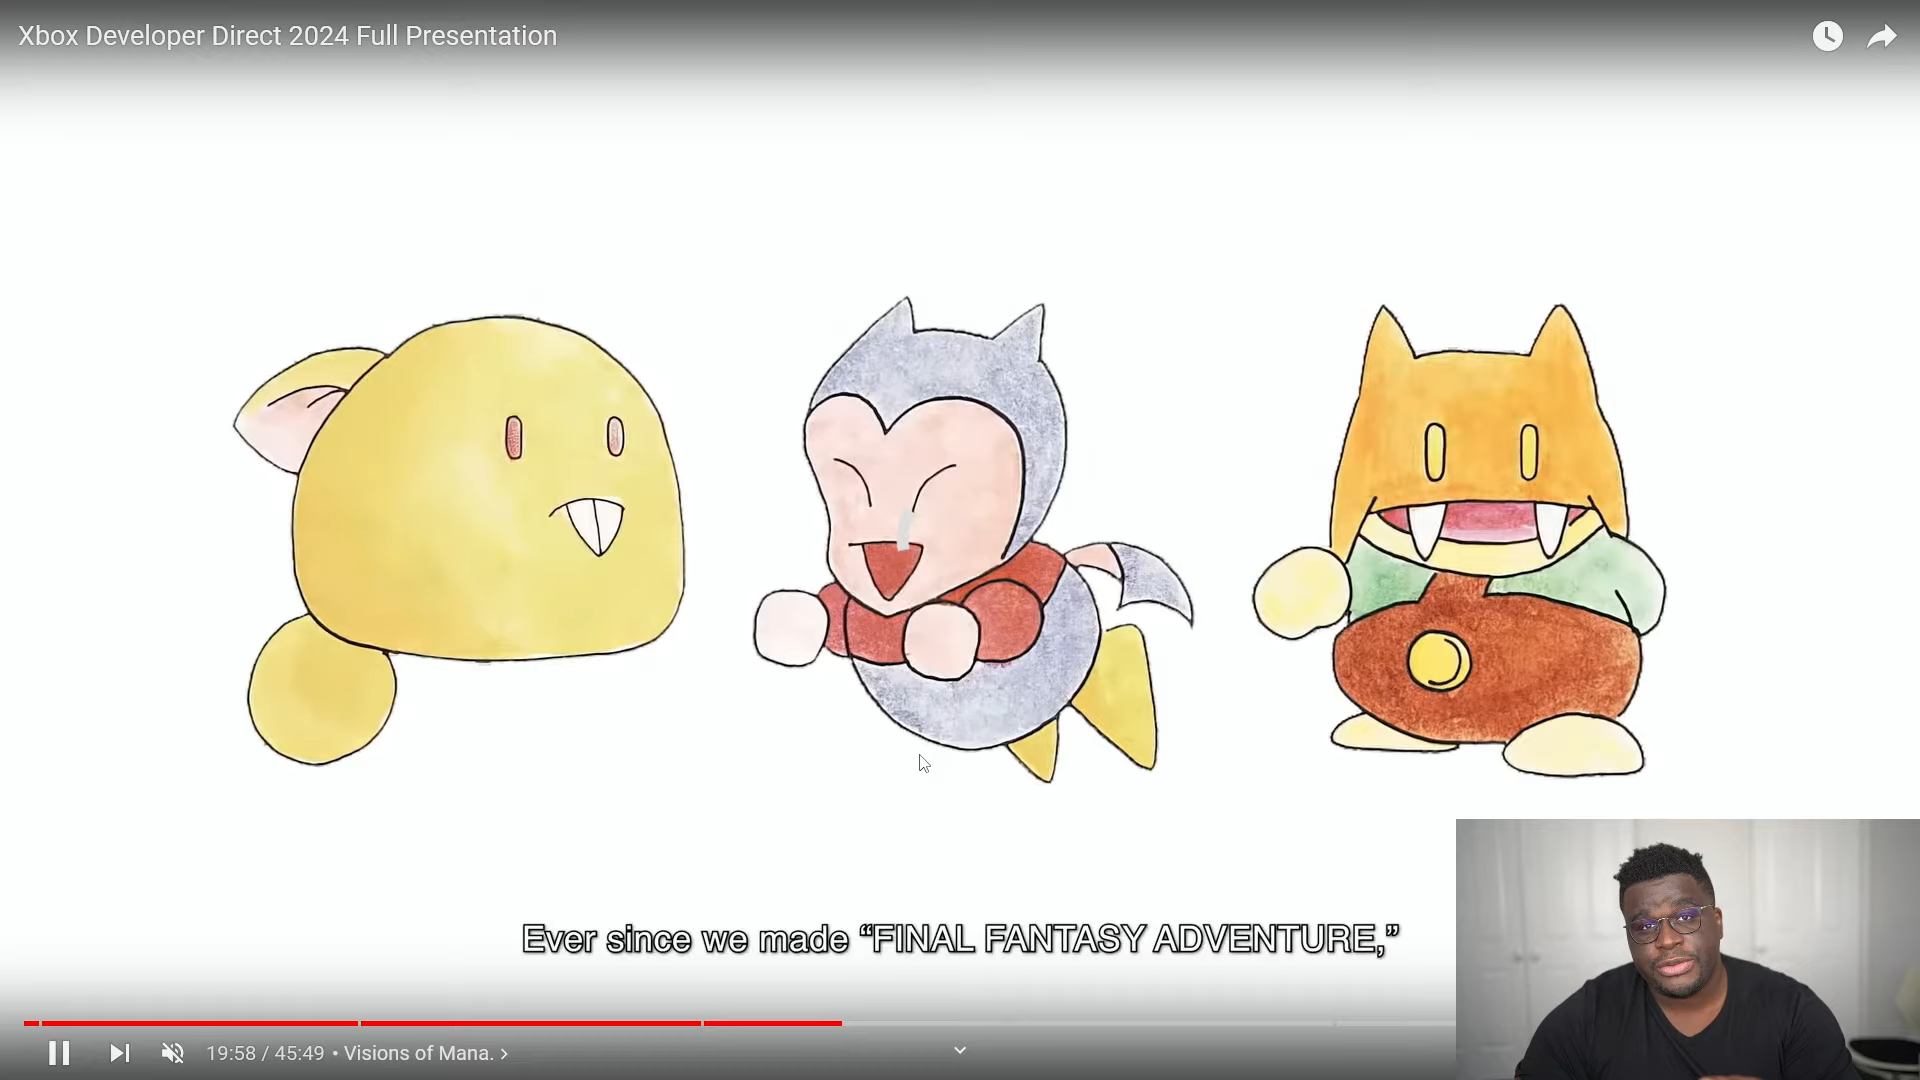 Xbox Developer Direct 2024 Full Presentation
Ever since we made “FINAL FANTASY ADVENTURE,”
19:58 / 45:49 • Visions of Mana. ›